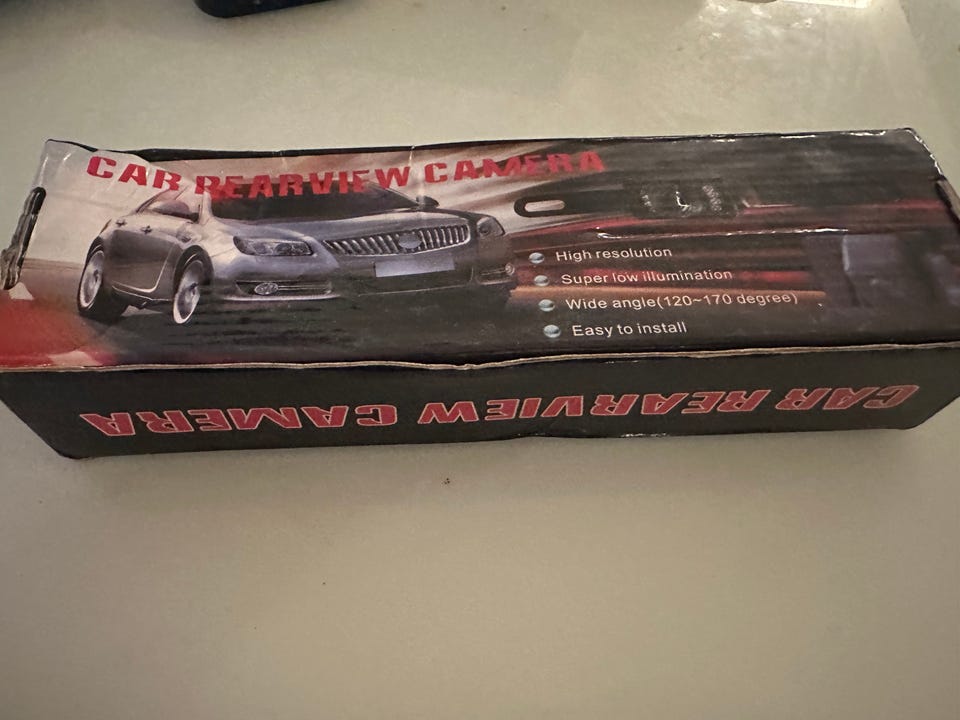 CAR REARVIEW CAMERA
High resolution
Super low illumination
Wide angle(120~170 degree)
Easy to install
CAR REARVIEW CAMERA